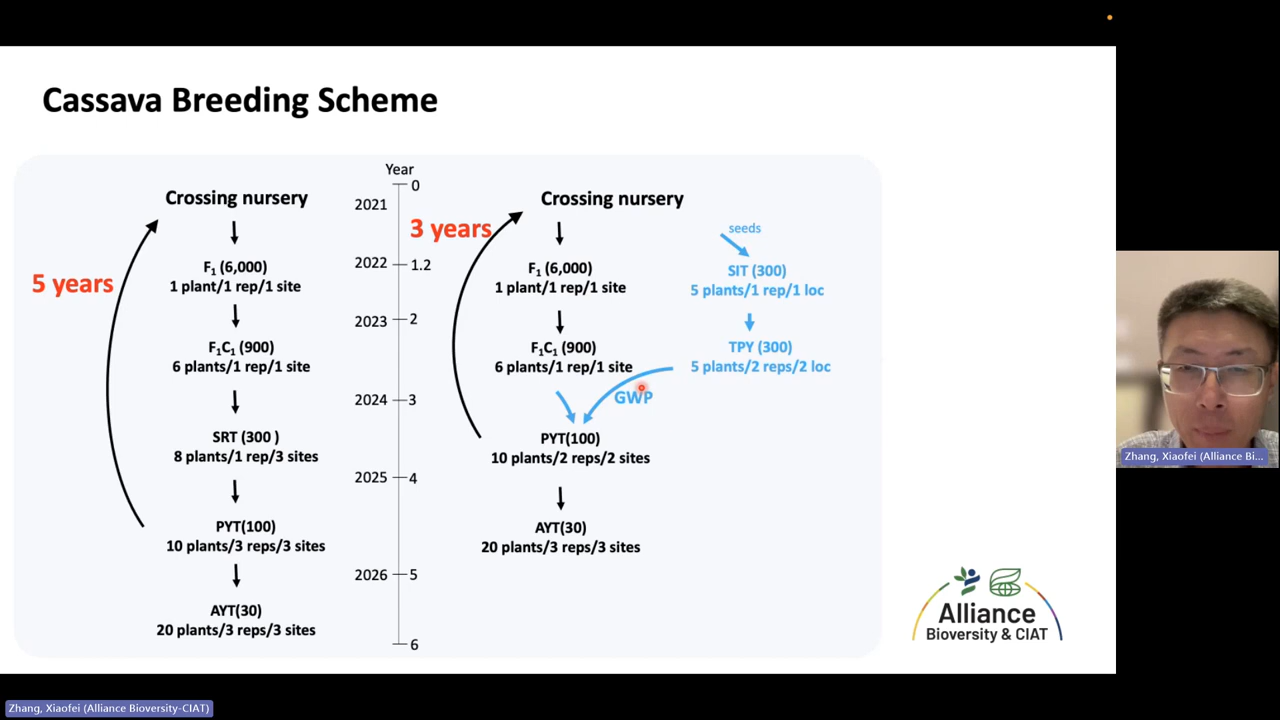 Cassava Breeding Scheme
Crossing nursery
F₁ (6,000)
1 plant/1 rep/1 site
F₁C₁ (900)
6 plants/1 rep/1 site
SRT (300 )
8 plants/1 rep/3 sites
PYT(100)
10 plants/3 reps/3 sites
AYT(30)
20 plants/3 reps/3 sites
5 years
Year
0
2021
2022
1.2
2023
2
2024
3
2025
4
2026
5
6
3 years
Crossing nursery
F₁ (6,000)
1 plant/1 rep/1 site
F₁C₁ (900)
6 plants/1 rep/1 site
PYT(100)
10 plants/2 reps/2 sites
AYT(30)
20 plants/3 reps/3 sites
seeds
SIT (300)
5 plants/1 rep/1 loc
TPY (300)
5 plants/2 reps/2 loc
GWP
Alliance
Bioversity & CIAT
Zhang, Xiaofei (Alliance Bi...
Zhang, Xiaofei (Alliance Bioversity-CIAT)